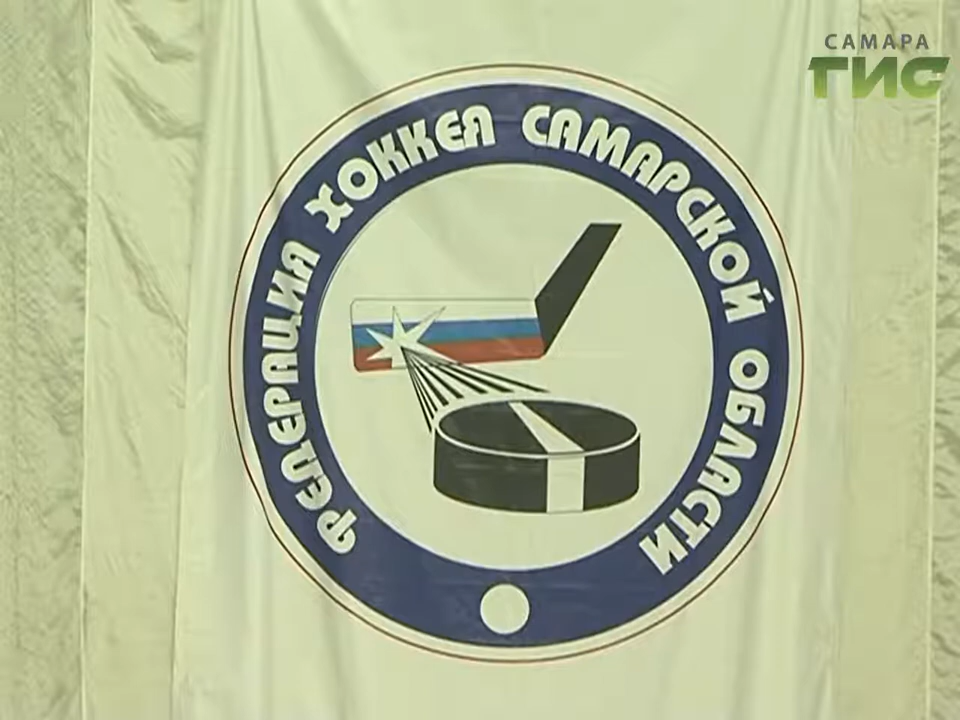 САМАРА
ГИС
ФЕДЕРАЦИЯ ХОККЕЯ САМАРСКОЙ ОБЛАСТИ